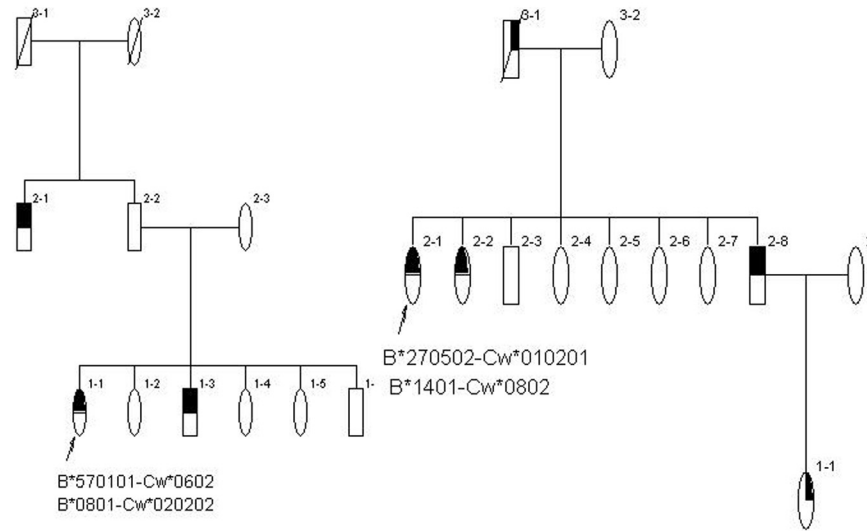 3-1 3-2
2-1 2-2 2-3
1-1 1-2 1-3 1-4 1-5 1-
B*570101-Cw*0602
B*0801-Cw*020202
3-1 3-2
2-1 2-2 2-3 2-4 2-5 2-6 2-7 2-8
B*270502-Cw*010201
B*1401-Cw*0802
1-1